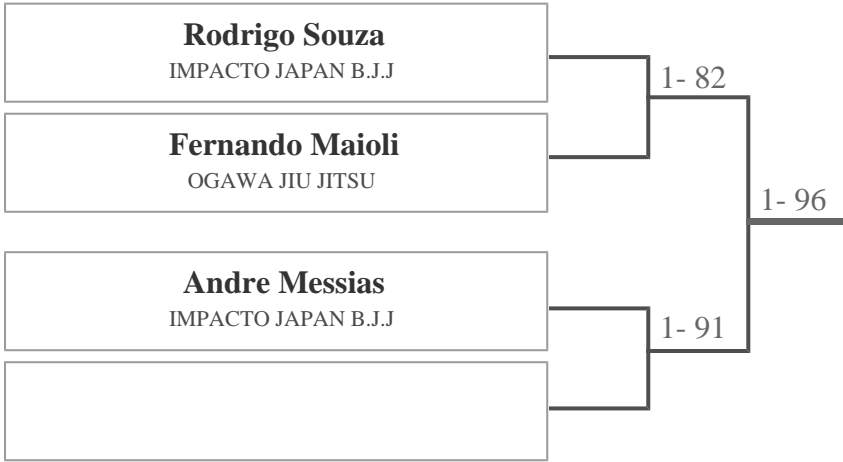 Rodrigo Souza
IMPACTO JAPAN B.J.J
1- 82
Fernando Maioli
OGAWA JIU JITSU
1- 96
Andre Messias
IMPACTO JAPAN B.J.J
1- 91